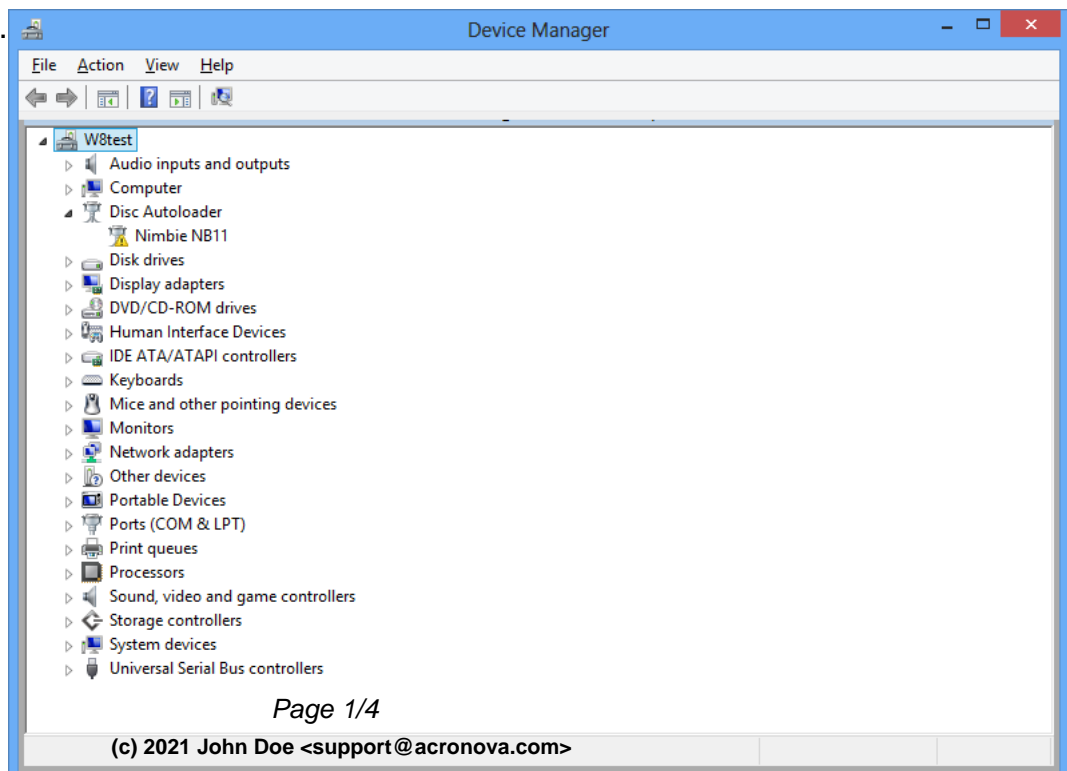 Device Manager
File Action View Help
W8test
Audio inputs and outputs
Computer
Disc Autoloader
Nimbie NB11
Disk drives
Display adapters
DVD/CD-ROM drives
Human Interface Devices
IDE ATA/ATAPI controllers
Keyboards
Mice and other pointing devices
Monitors
Network adapters
Other devices
Portable Devices
Ports (COM & LPT)
Print queues
Processors
Sound, video and game controllers
Storage controllers
System devices
Universal Serial Bus controllers
Page 1/4
(c) 2021 John Doe <support@acronova.com>